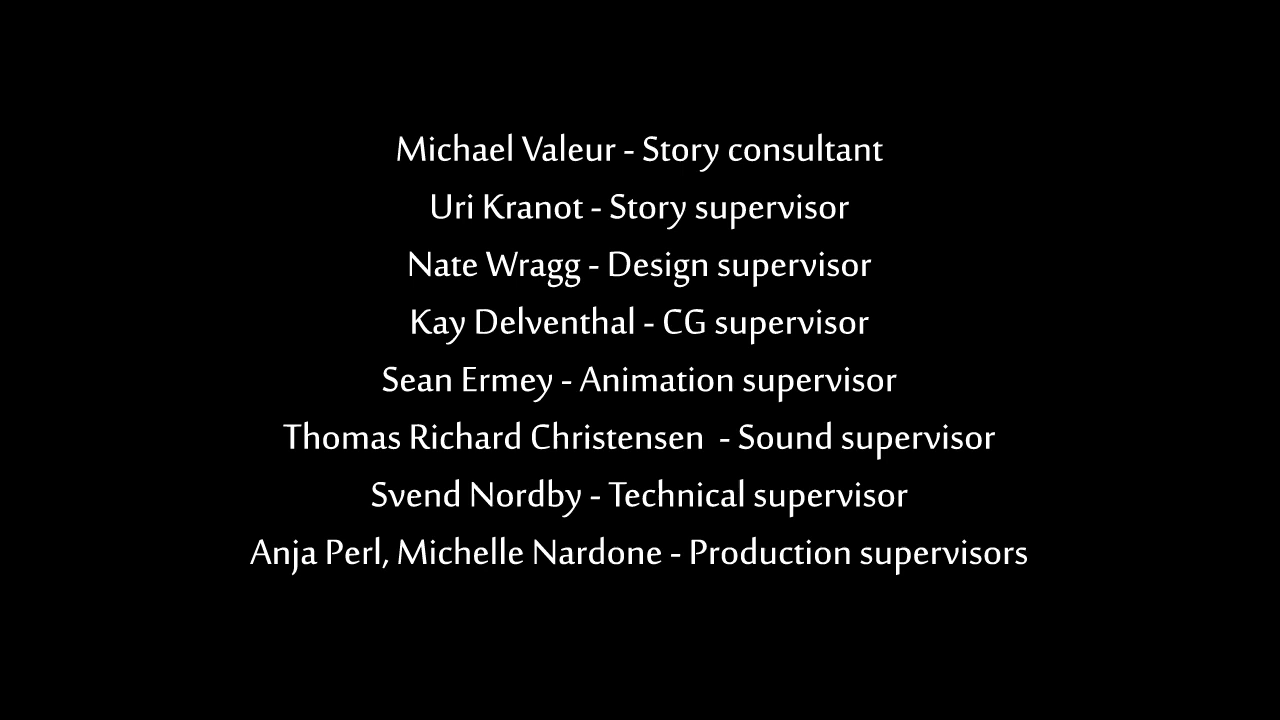 Michael Valeur - Story consultant
Uri Kranot - Story supervisor
Nate Wragg - Design supervisor
Kay Delventhal - CG supervisor
Sean Ermey - Animation supervisor
Thomas Richard Christensen  - Sound supervisor
Svend Nordby - Technical supervisor
Anja Perl, Michelle Nardone - Production supervisors